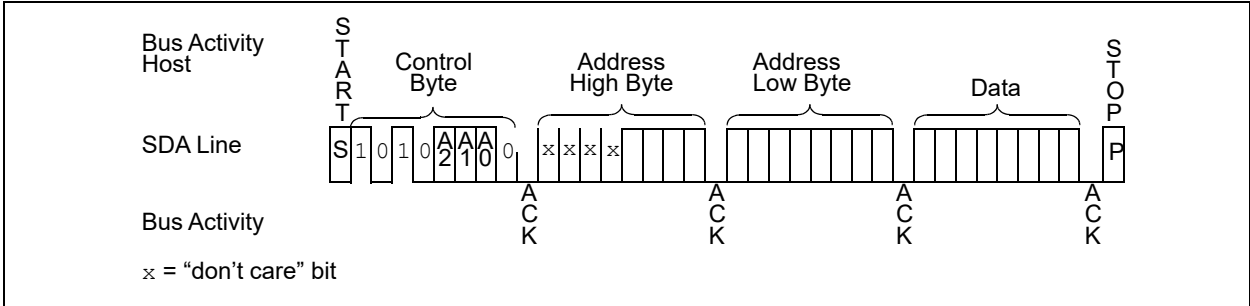 Bus Activity
Host
START
Control
Byte
Address
High Byte
Address
Low Byte
Data
STOP
SDA Line
S 1 0 1 0 A2 A1 A0 0 x x x x P
Bus Activity
ACK
ACK
ACK
ACK
x = “don’t care” bit